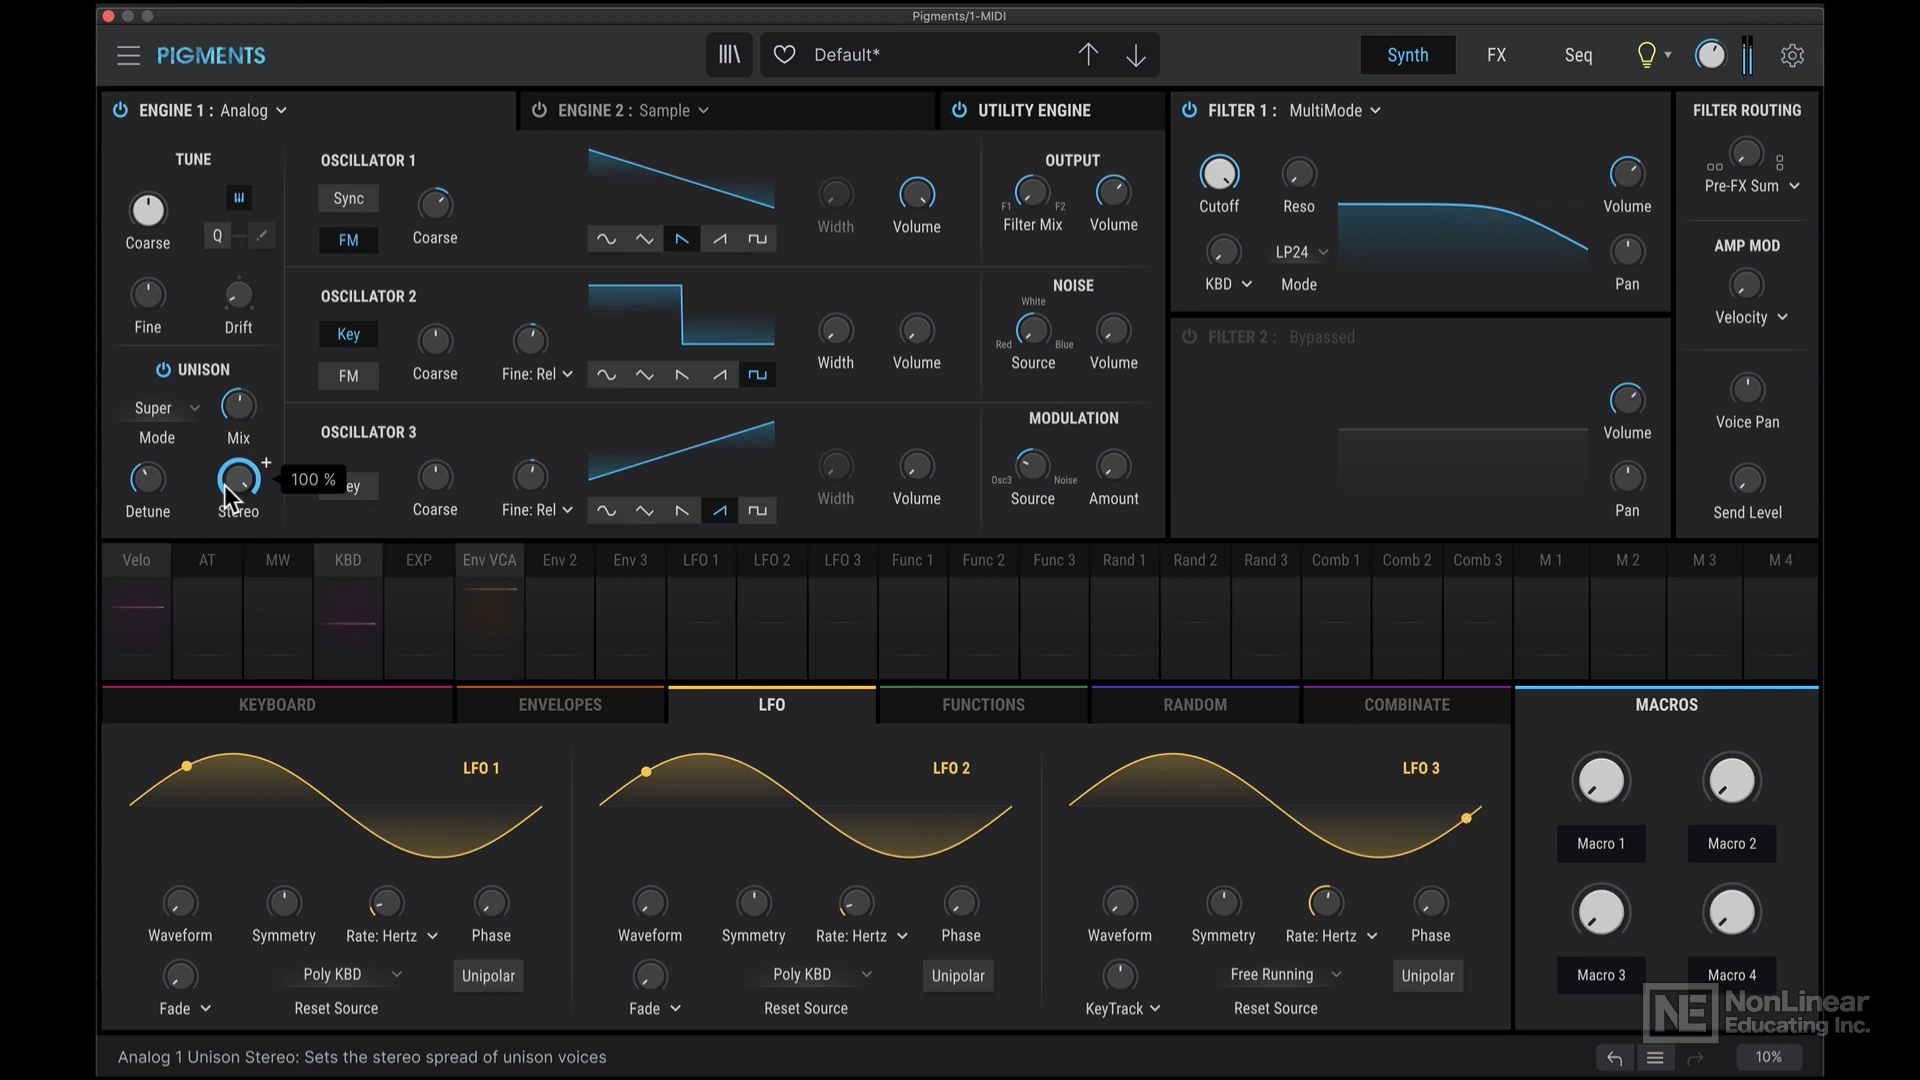 Pigments/1-MIDI
PIGMENTS
Default*
Synth
FX
Seq
ENGINE 1 : Analog
ENGINE 2 : Sample
UTILITY ENGINE
FILTER 1 : MultiMode
FILTER ROUTING
TUNE
Coarse
Q
Fine
Drift
UNISON
Super
Mode
Mix
Detune
Stereo
100 %
OSCILLATOR 1
Sync
FM
Coarse
Width
Volume
OSCILLATOR 2
Key
FM
Coarse
Fine: Rel
Width
Volume
OSCILLATOR 3
ey
Coarse
Fine: Rel
Width
Volume
OUTPUT
F1
F2
Filter Mix
Volume
NOISE
White
Red
Blue
Source
Volume
MODULATION
Osc3
Noise
Source
Amount
Cutoff
Reso
Volume
KBD
LP24
Mode
Pan
FILTER 2 : Bypassed
Volume
Pan
Pre-FX Sum
AMP MOD
Velocity
Voice Pan
Send Level
Velo
AT
MW
KBD
EXP
Env VCA
Env 2
Env 3
LFO 1
LFO 2
LFO 3
Func 1
Func 2
Func 3
Rand 1
Rand 2
Rand 3
Comb 1
Comb 2
Comb 3
M 1
M 2
M 3
M 4
KEYBOARD
ENVELOPES
LFO
FUNCTIONS
RANDOM
COMBINATE
MACROS
LFO 1
Waveform
Symmetry
Rate: Hertz
Phase
Fade
Poly KBD
Reset Source
Unipolar
LFO 2
Waveform
Symmetry
Rate: Hertz
Phase
Fade
Poly KBD
Reset Source
Unipolar
LFO 3
Waveform
Symmetry
Rate: Hertz
Phase
KeyTrack
Free Running
Reset Source
Unipolar
Macro 1
Macro 2
Macro 3
Macro 4
NE NonLinear
Educating Inc.
Analog 1 Unison Stereo: Sets the stereo spread of unison voices
10%